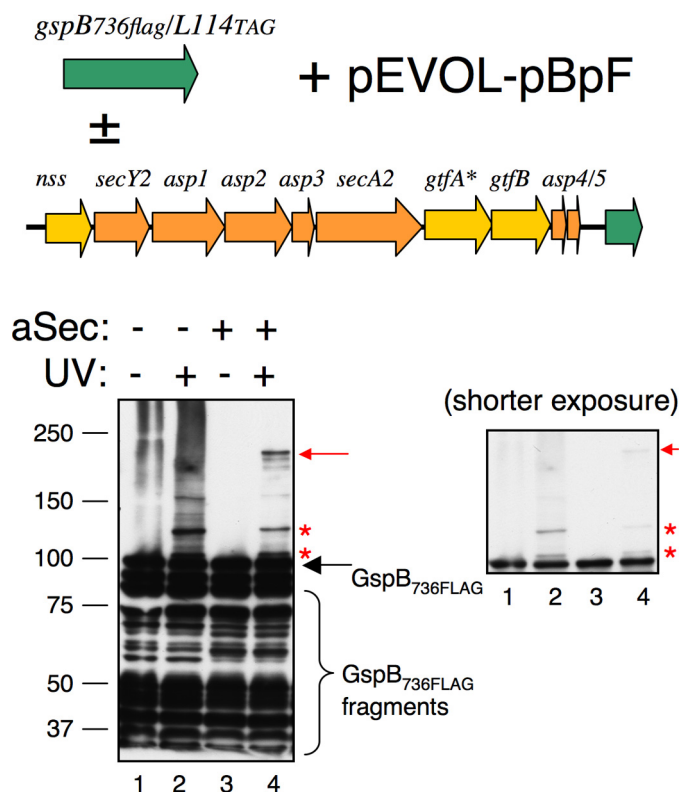 gspB736flag/L114TAG
+ pEVOL-pBpF
±
nss secY2 asp1 asp2 asp3 secA2 gtfA* gtfB asp4/5
aSec: - - + +
UV: - + - +
(shorter exposure)
250
150
*
*
100
*
*
GspB736FLAG
75
GspB736FLAG
fragments
50
37
1 2 3 4
1 2 3 4